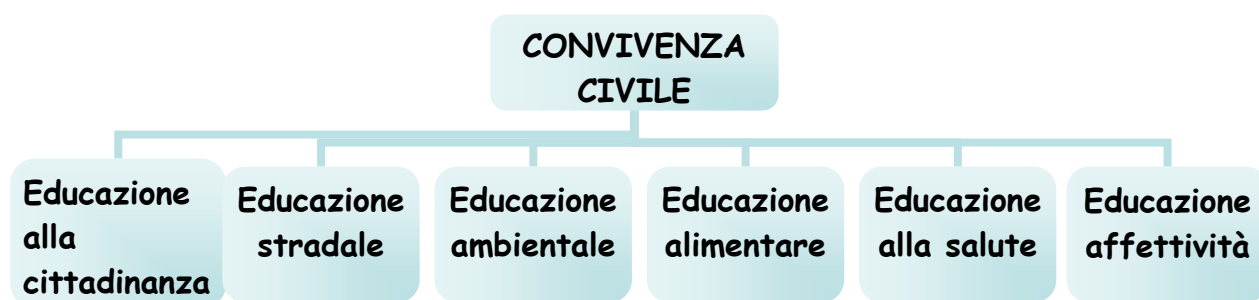 CONVIVENZA
CIVILE
Educazione
alla
cittadinanza
Educazione
stradale
Educazione
ambientale
Educazione
alimentare
Educazione
alla salute
Educazione
affettività